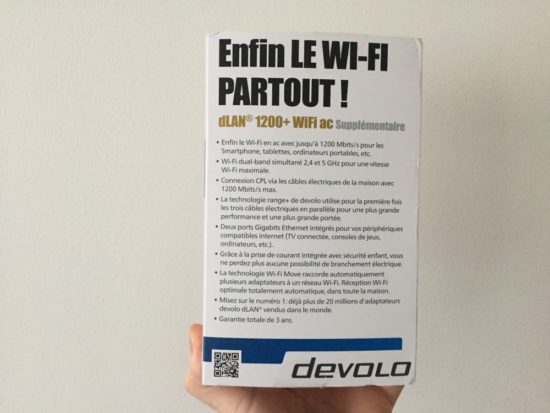 Enfin LE WI-FI
PARTOUT !
dLAN® 1200+ WiFi ac Supplémentaire
• Enfin le Wi-Fi en ac avec jusqu'à 1200 Mbits/s pour les
Smartphone, tablettes, ordinateurs portables, etc.
• Wi-Fi dual-band simultané 2,4 et 5 GHz pour une vitesse
Wi-Fi maximale.
• Connexion CPL via les câbles électriques de la maison avec
1200 Mbits/s max.
• La technologie range+ de devolo utilise pour la première fois
les trois câbles électriques en parallèle pour une plus grande
performance et une plus grande portée.
• Deux ports Gigabits Ethernet intégrés pour vos périphériques
compatibles internet (TV connectée, consoles de jeux,
ordinateurs, etc.).
• Grâce à la prise de courant intégrée avec sécurité enfant, vous
ne perdez plus aucune possibilité de branchement électrique.
• La technologie Wi-Fi Move raccorde automatiquement
plusieurs adaptateurs à un réseau Wi-Fi. Réception Wi-Fi
optimale totalement automatique, dans toute la maison.
• Misez sur le numéro 1: déjà plus de 20 millions d'adaptateurs
devolo dLAN® vendus dans le monde.
• Garantie totale de 3 ans.
devolo